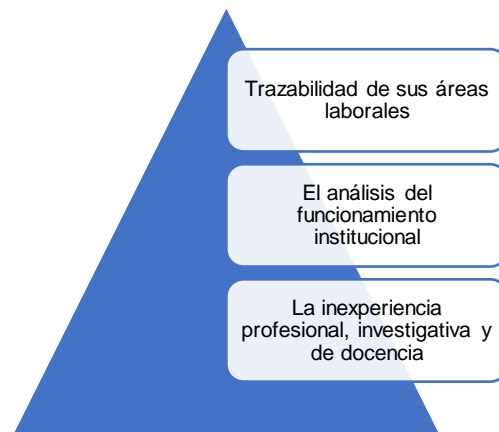 Trazabilidad de sus áreas
laborales
El análisis del
funcionamiento
institucional
La inexperiencia
profesional, investigativa y
de docencia